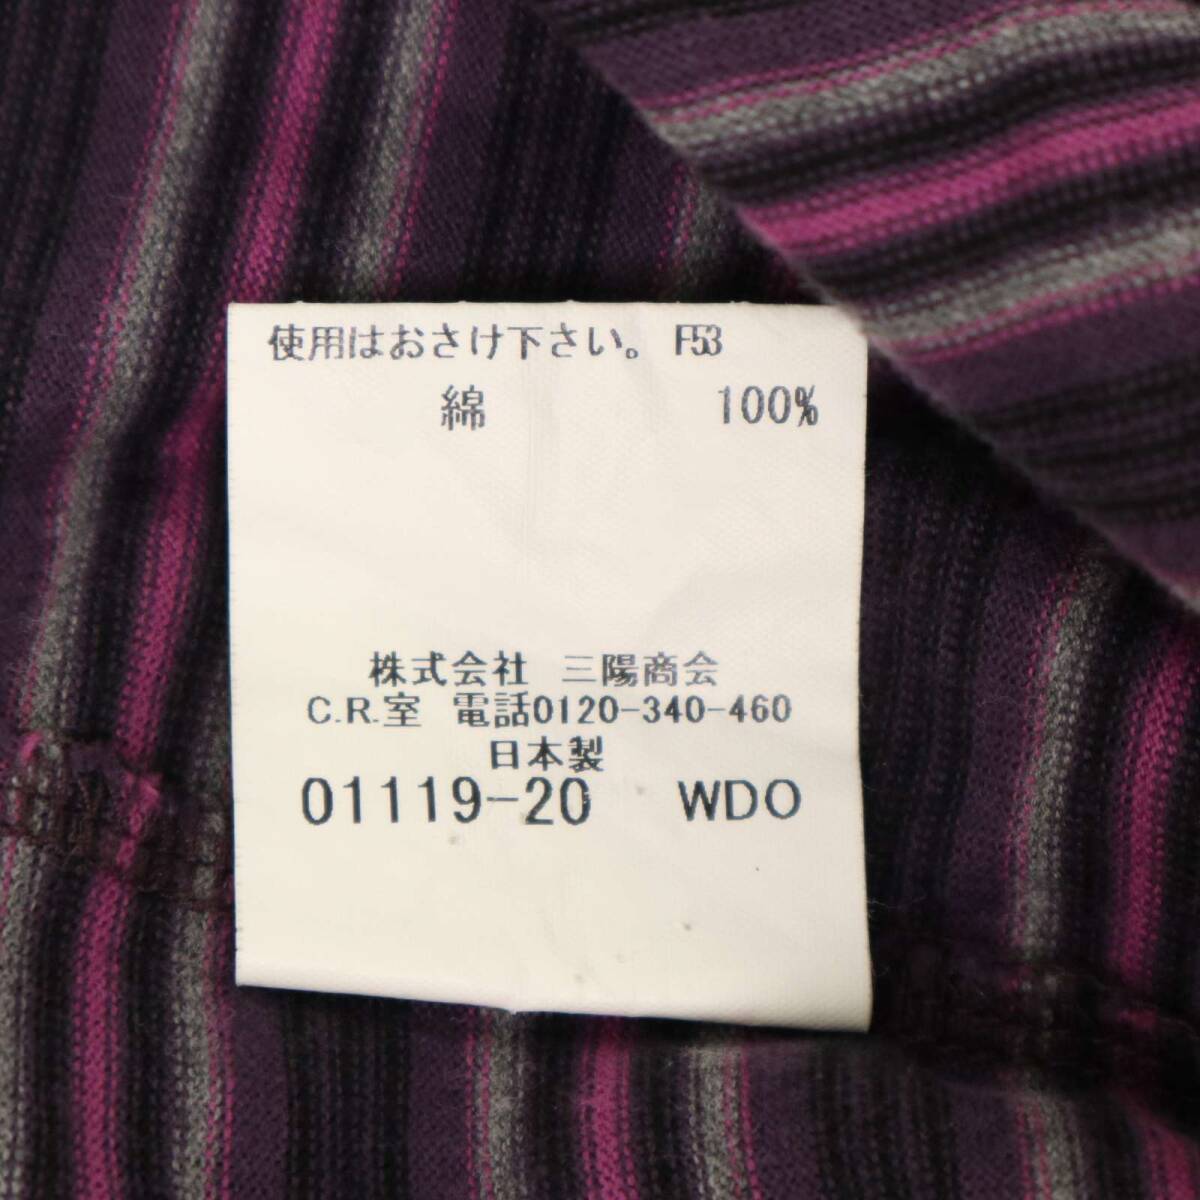 使用はおさけ下さい。 F53
綿 100%
株式会社 三陽商会
C.R.室 電話0120-340-460
日本製
01119-20 WDO